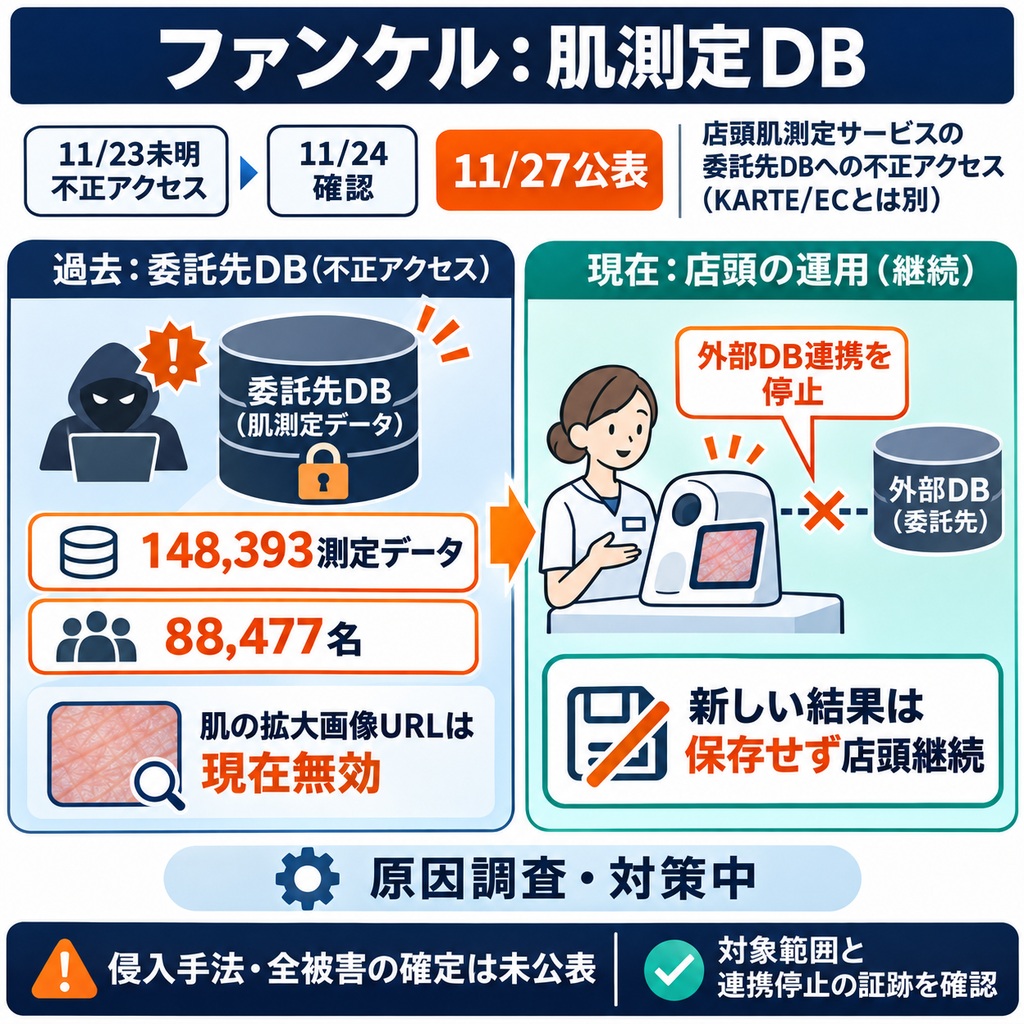 ファンケル：肌測定DB
11/23未明
不正アクセス
11/24
確認
11/27公表
店頭肌測定サービスの
委託先DBへの不正アクセス
（KARTE/ECとは別）
過去：委託先DB（不正アクセス）
委託先DB
（肌測定データ）
148,393測定データ
88,477名
肌の拡大画像URLは
現在無効
現在：店頭の運用（継続）
外部DB連携を
停止
外部DB
（委託先）
新しい結果は
保存せず店頭継続
原因調査・対策中
侵入手法・全被害の確定は未公表
対象範囲と
連携停止の証跡を確認